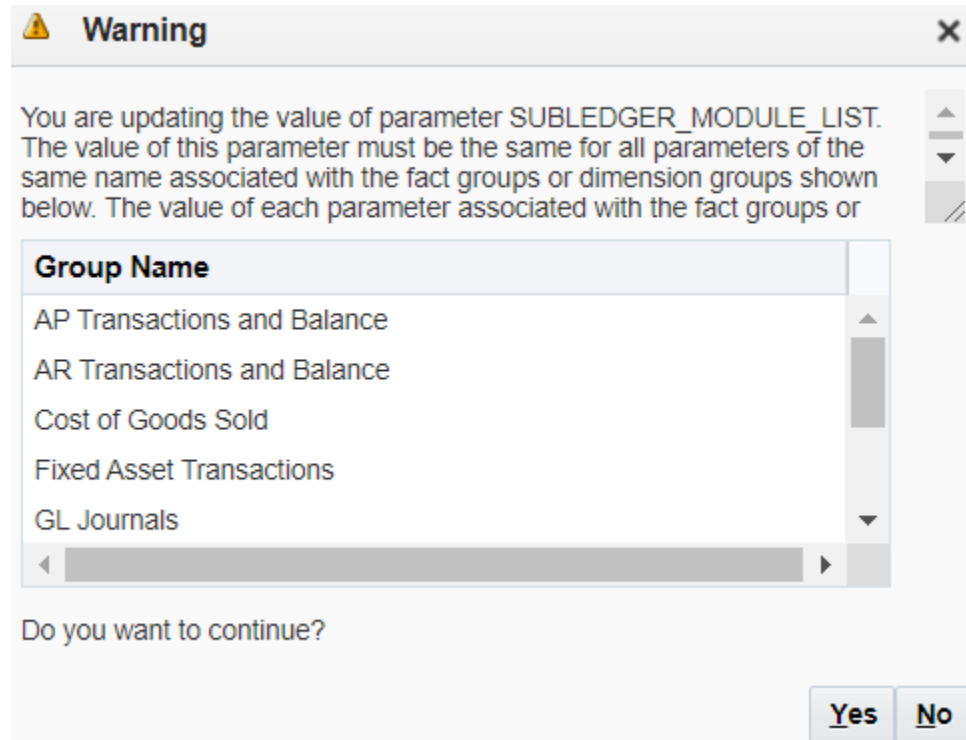 Warning
You are updating the value of parameter SUBLEDGER_MODULE_LIST.
The value of this parameter must be the same for all parameters of the
same name associated with the fact groups or dimension groups shown
below. The value of each parameter associated with the fact groups or
Group Name
AP Transactions and Balance
AR Transactions and Balance
Cost of Goods Sold
Fixed Asset Transactions
GL Journals
Do you want to continue?
Yes No